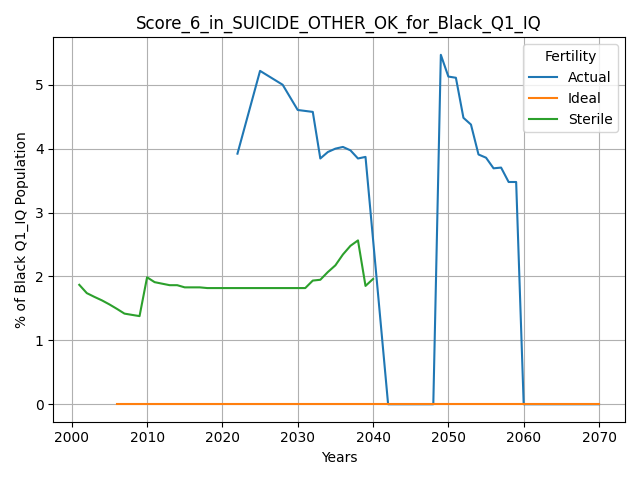 Score_6_in_SUICIDE_OTHER_OK_for_Black_Q1_IQ
Fertility
Actual
Ideal
Sterile
% of Black Q1_IQ Population
5
4
3
2
1
0
2000 2010 2020 2030 2040 2050 2060 2070
Years